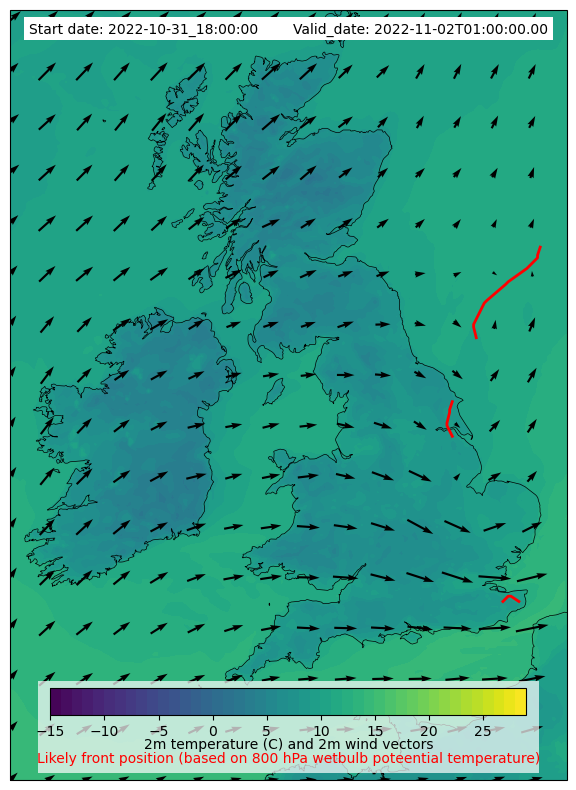 Start date: 2022-10-31_18:00:00 Valid_date: 2022-11-02T01:00:00.00
−15 −10 −5 0 5 10 15 20 25
2m temperature (C) and 2m wind vectors
Likely front position (based on 800 hPa wetbulb poteential temperature)